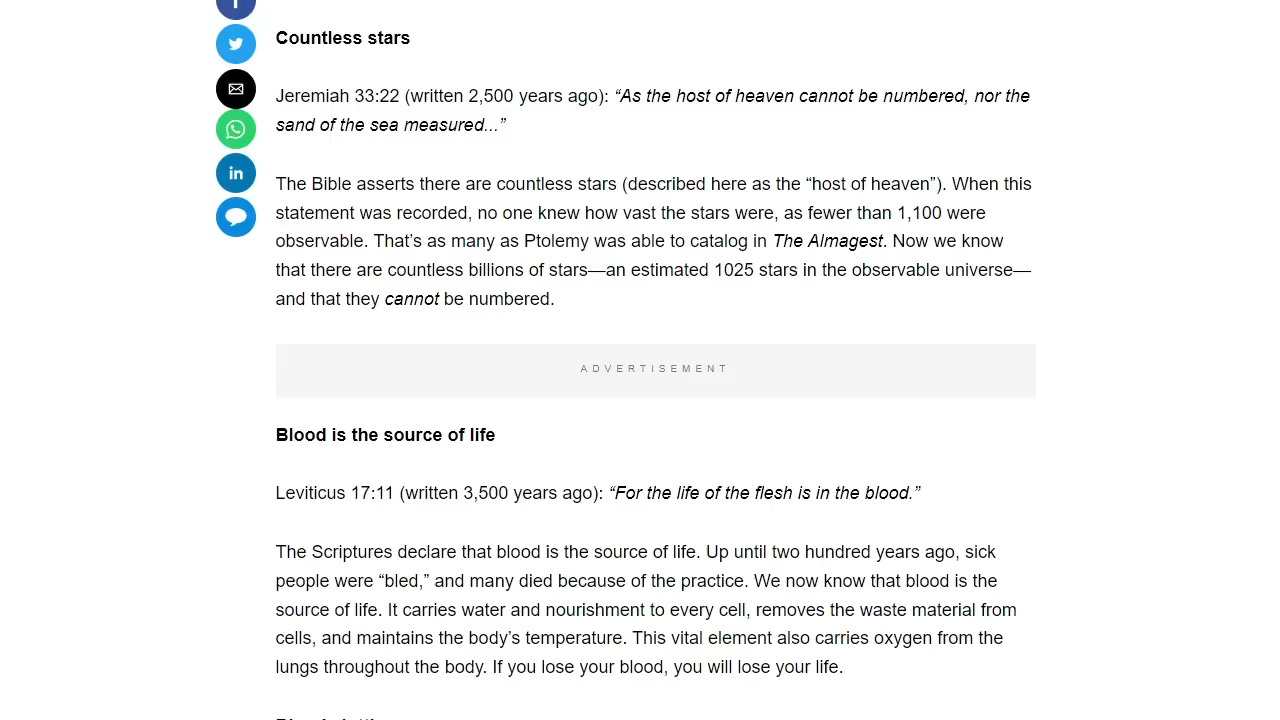 Countless stars
Jeremiah 33:22 (written 2,500 years ago): “As the host of heaven cannot be numbered, nor the
sand of the sea measured...”
The Bible asserts there are countless stars (described here as the “host of heaven”). When this
statement was recorded, no one knew how vast the stars were, as fewer than 1,100 were
observable. That’s as many as Ptolemy was able to catalog in The Almagest. Now we know
that there are countless billions of stars—an estimated 1025 stars in the observable universe—
and that they cannot be numbered.
ADVERTISEMENT
Blood is the source of life
Leviticus 17:11 (written 3,500 years ago): “For the life of the flesh is in the blood.”
The Scriptures declare that blood is the source of life. Up until two hundred years ago, sick
people were “bled,” and many died because of the practice. We now know that blood is the
source of life. It carries water and nourishment to every cell, removes the waste material from
cells, and maintains the body’s temperature. This vital element also carries oxygen from the
lungs throughout the body. If you lose your blood, you will lose your life.